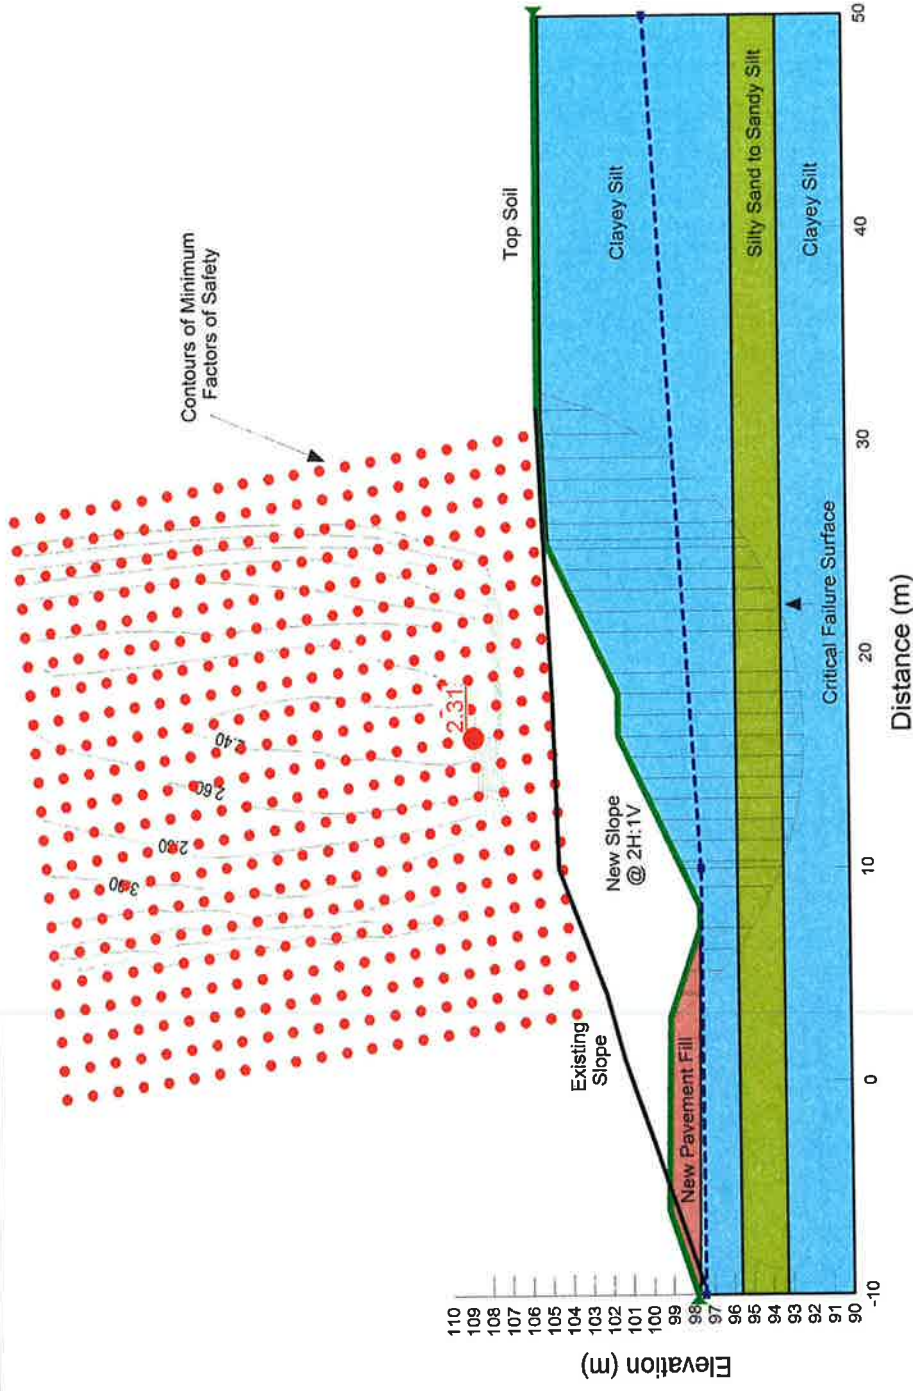 Contours of Minimum
Factors of Safety
3.00
2.80
2.60
2.40
2.31
Top Soil
Existing
Slope
New Slope
@ 2H:1V
New Pavement Fill
Clayey Silt
Silty Sand to Sandy Silt
Clayey Silt
Critical Failure Surface
Elevation (m)
110
109
108
107
106
105
104
103
102
101
100
99
98
97
96
95
94
93
92
91
90
-10
0
10
20
30
40
50
Distance (m)